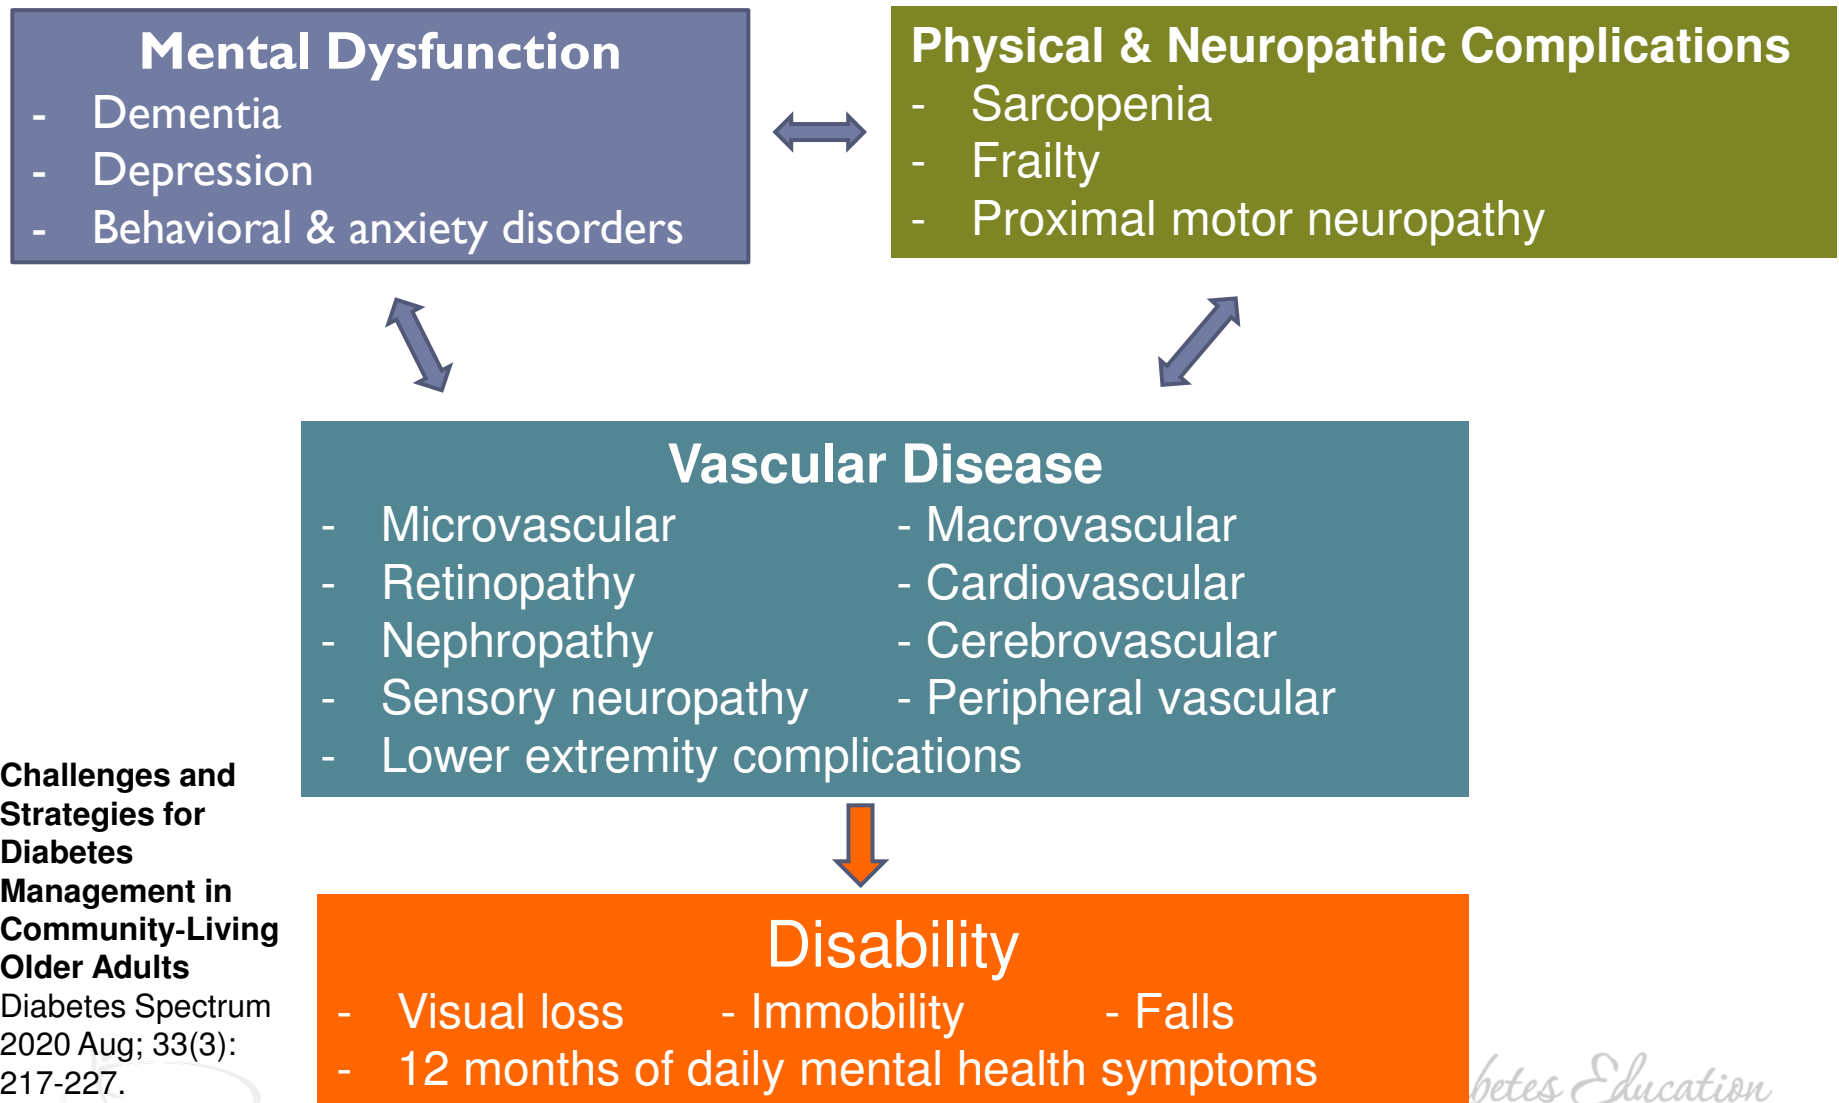 Mental Dysfunction
- Dementia
- Depression
- Behavioral & anxiety disorders
Physical & Neuropathic Complications
- Sarcopenia
- Frailty
- Proximal motor neuropathy
Vascular Disease
- Microvascular - Macrovascular
- Retinopathy - Cardiovascular
- Nephropathy - Cerebrovascular
- Sensory neuropathy - Peripheral vascular
- Lower extremity complications
Challenges and
Strategies for
Diabetes
Management in
Community-Living
Older Adults
Diabetes Spectrum
2020 Aug; 33(3):
217-227.
Disability
- Visual loss - Immobility - Falls
- 12 months of daily mental health symptoms
betes Education